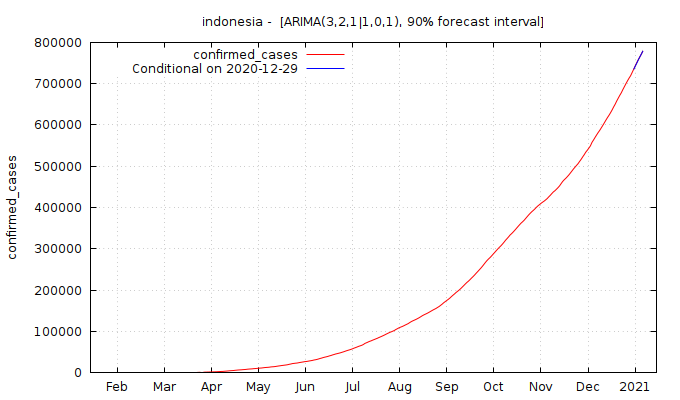 indonesia -  [ARIMA(3,2,1|1,0,1), 90% forecast interval]
confirmed_cases
Conditional on 2020-12-29
confirmed_cases
800000
700000
600000
500000
400000
300000
200000
100000
0
Feb Mar Apr May Jun Jul Aug Sep Oct Nov Dec 2021